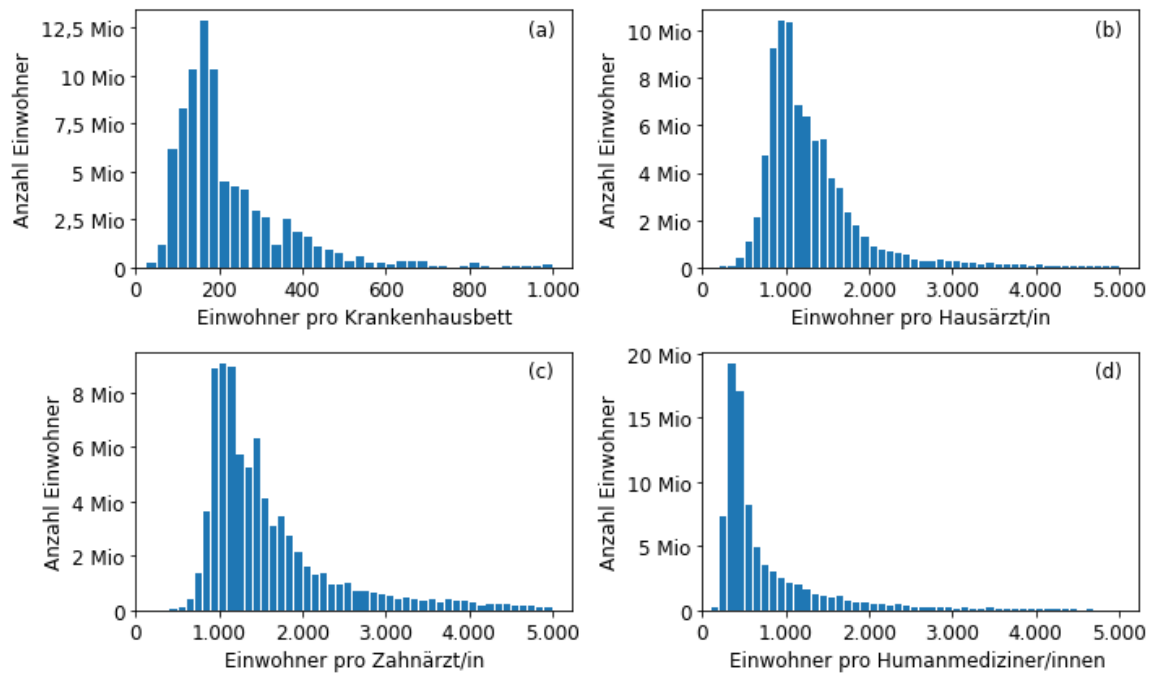 (a)
Anzahl Einwohner
12,5 Mio
10 Mio
7,5 Mio
5 Mio
2,5 Mio
0
0 200 400 600 800 1.000
Einwohner pro Krankenhausbett
(b)
Anzahl Einwohner
10 Mio
8 Mio
6 Mio
4 Mio
2 Mio
0
0 1.000 2.000 3.000 4.000 5.000
Einwohner pro Hausärzt/in
(c)
Anzahl Einwohner
8 Mio
6 Mio
4 Mio
2 Mio
0
0 1.000 2.000 3.000 4.000 5.000
Einwohner pro Zahnärzt/in
(d)
Anzahl Einwohner
20 Mio
15 Mio
10 Mio
5 Mio
0
0 1.000 2.000 3.000 4.000 5.000
Einwohner pro Humanmediziner/innen